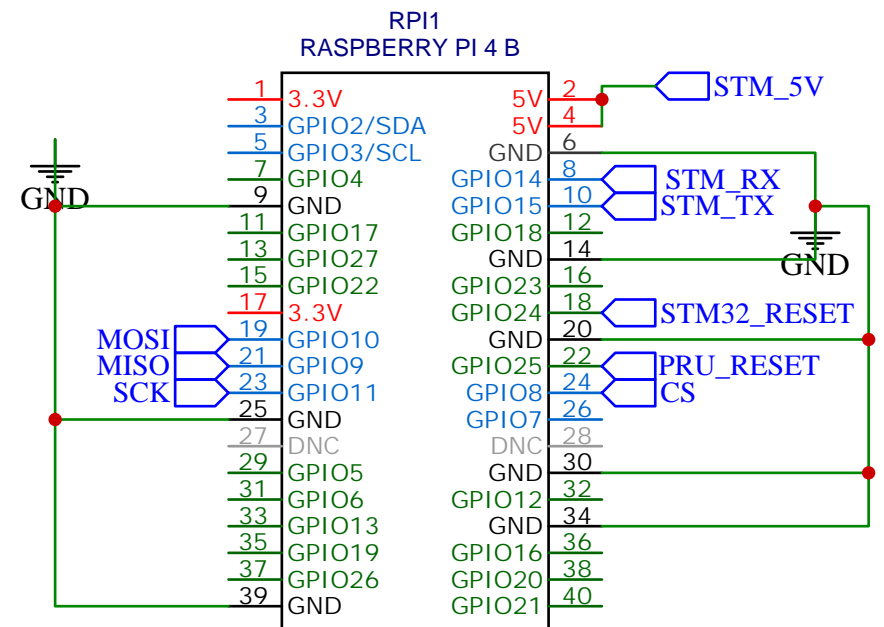 RPI1
RASPBERRY PI 4 B
1 3.3V 5V 2 STM_5V
3 GPIO2/SDA 5V 4
5 GPIO3/SCL GND 6
7 GPIO4 GPIO14 8 STM_RX
GND 9 GND GPIO15 10 STM_TX
11 GPIO17 GPIO18 12
13 GPIO27 GND 14 GND
15 GPIO22 GPIO23 16
17 3.3V GPIO24 18 STM32_RESET
MOSI 19 GPIO10 GND 20
MISO 21 GPIO9 GPIO25 22 PRU_RESET
SCK 23 GPIO11 GPIO8 24 CS
25 GND GPIO7 26
27 DNC DNC 28
29 GPIO5 GND 30
31 GPIO6 GPIO12 32
33 GPIO13 GND 34
35 GPIO19 GPIO16 36
37 GPIO26 GPIO20 38
39 GND GPIO21 40